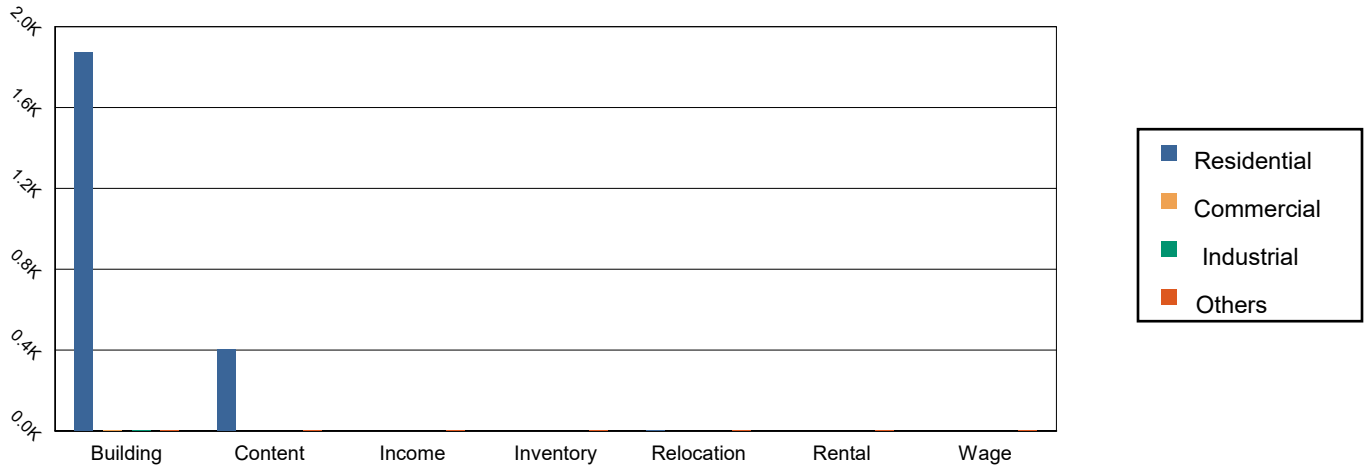 2.0K
1.6K
1.2K
0.8K
0.4K
0.0K
Building Content Income Inventory Relocation Rental Wage
Residential
Commercial
Industrial
Others